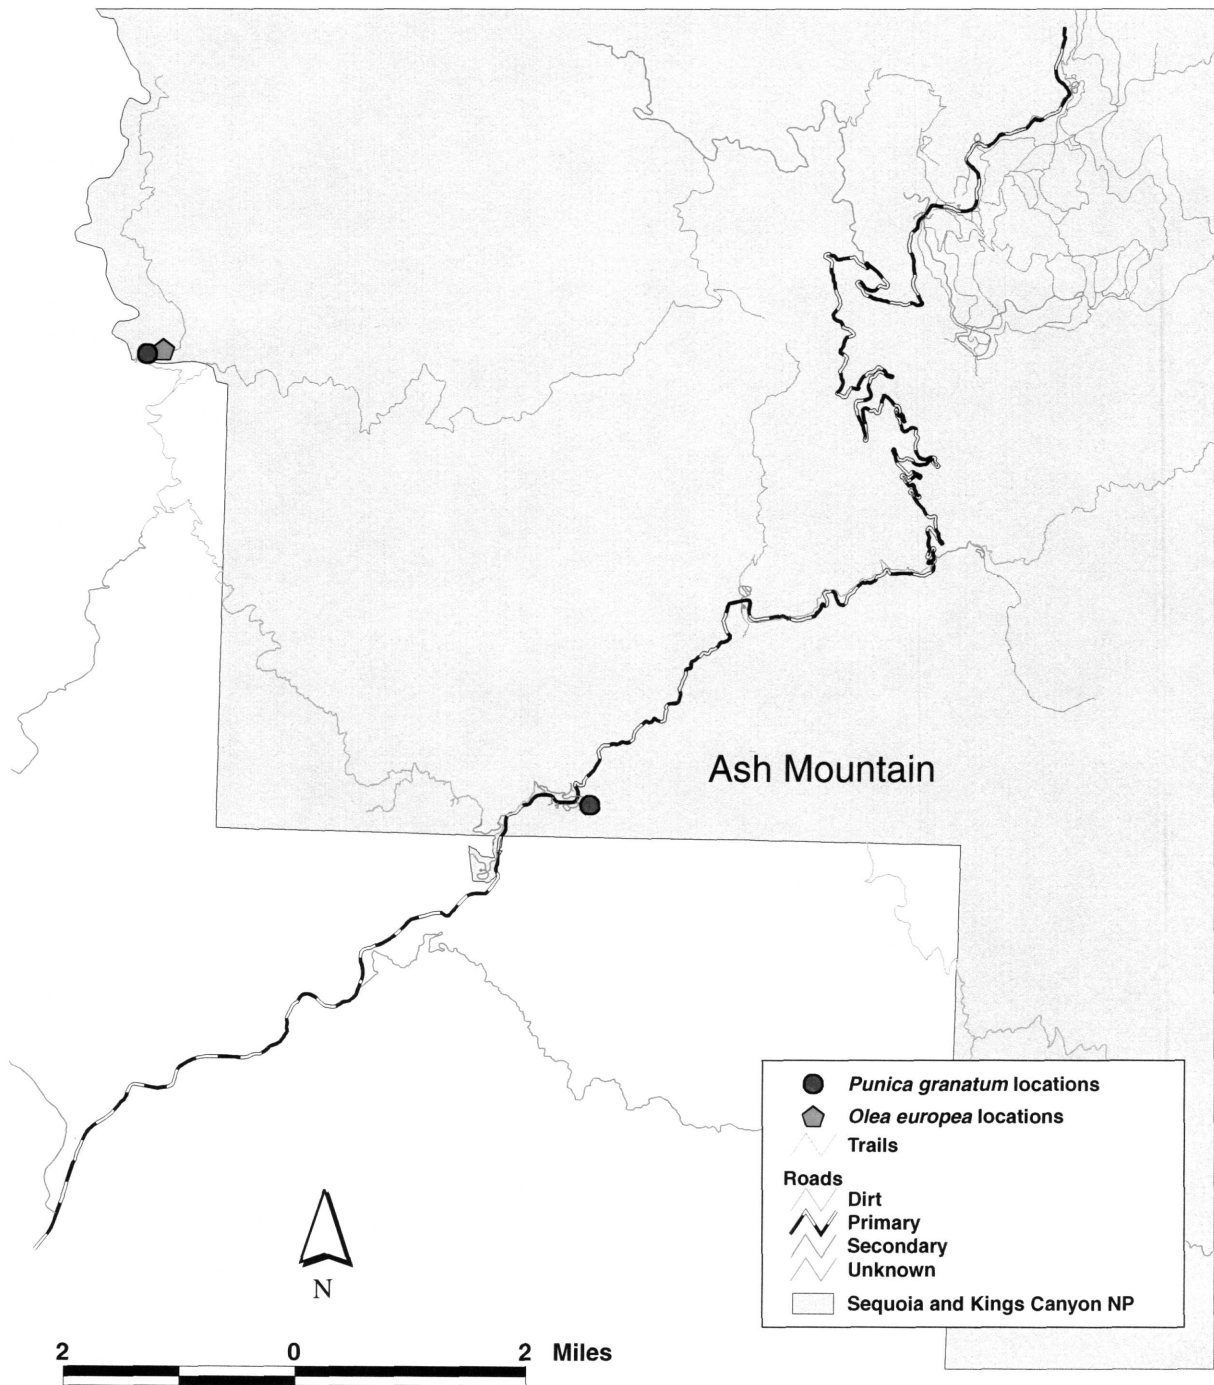 Ash Mountain
Punica granatum locations
Olea europea locations
Trails
Roads
Dirt
Primary
Secondary
Unknown
Sequoia and Kings Canyon NP
N
2 0 2 Miles